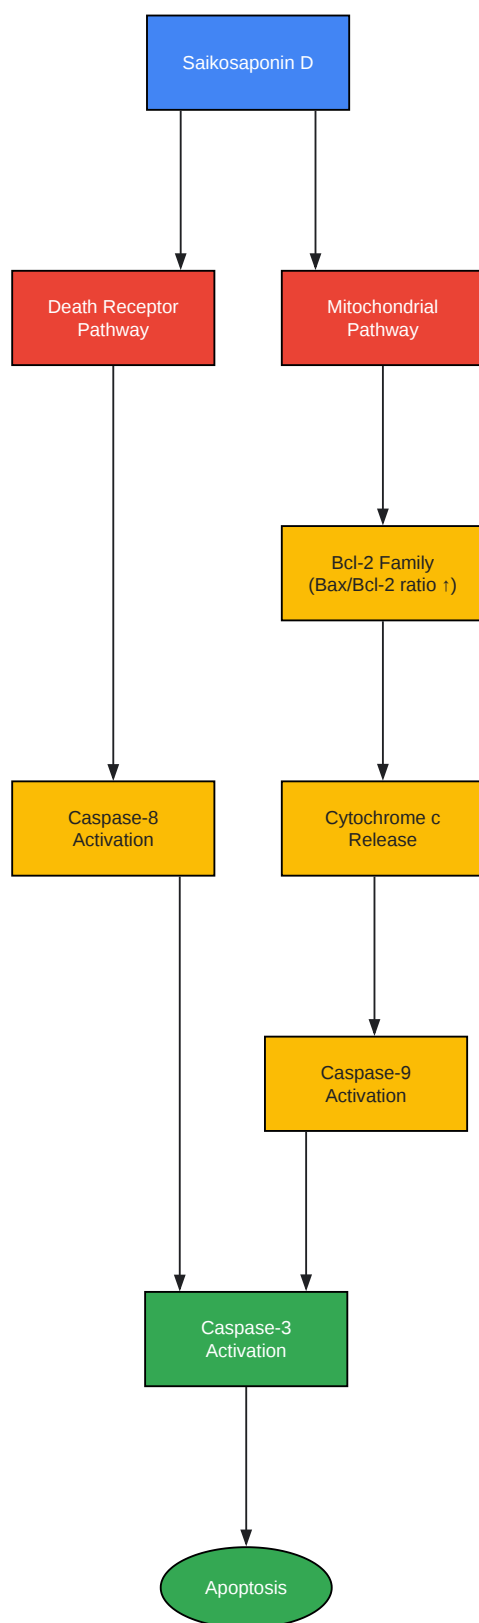 Saikosaponin D
Death Receptor
Pathway
Mitochondrial
Pathway
Bcl-2 Family
(Bax/Bcl-2 ratio ↑)
Caspase-8
Activation
Cytochrome c
Release
Caspase-9
Activation
Caspase-3
Activation
Apoptosis